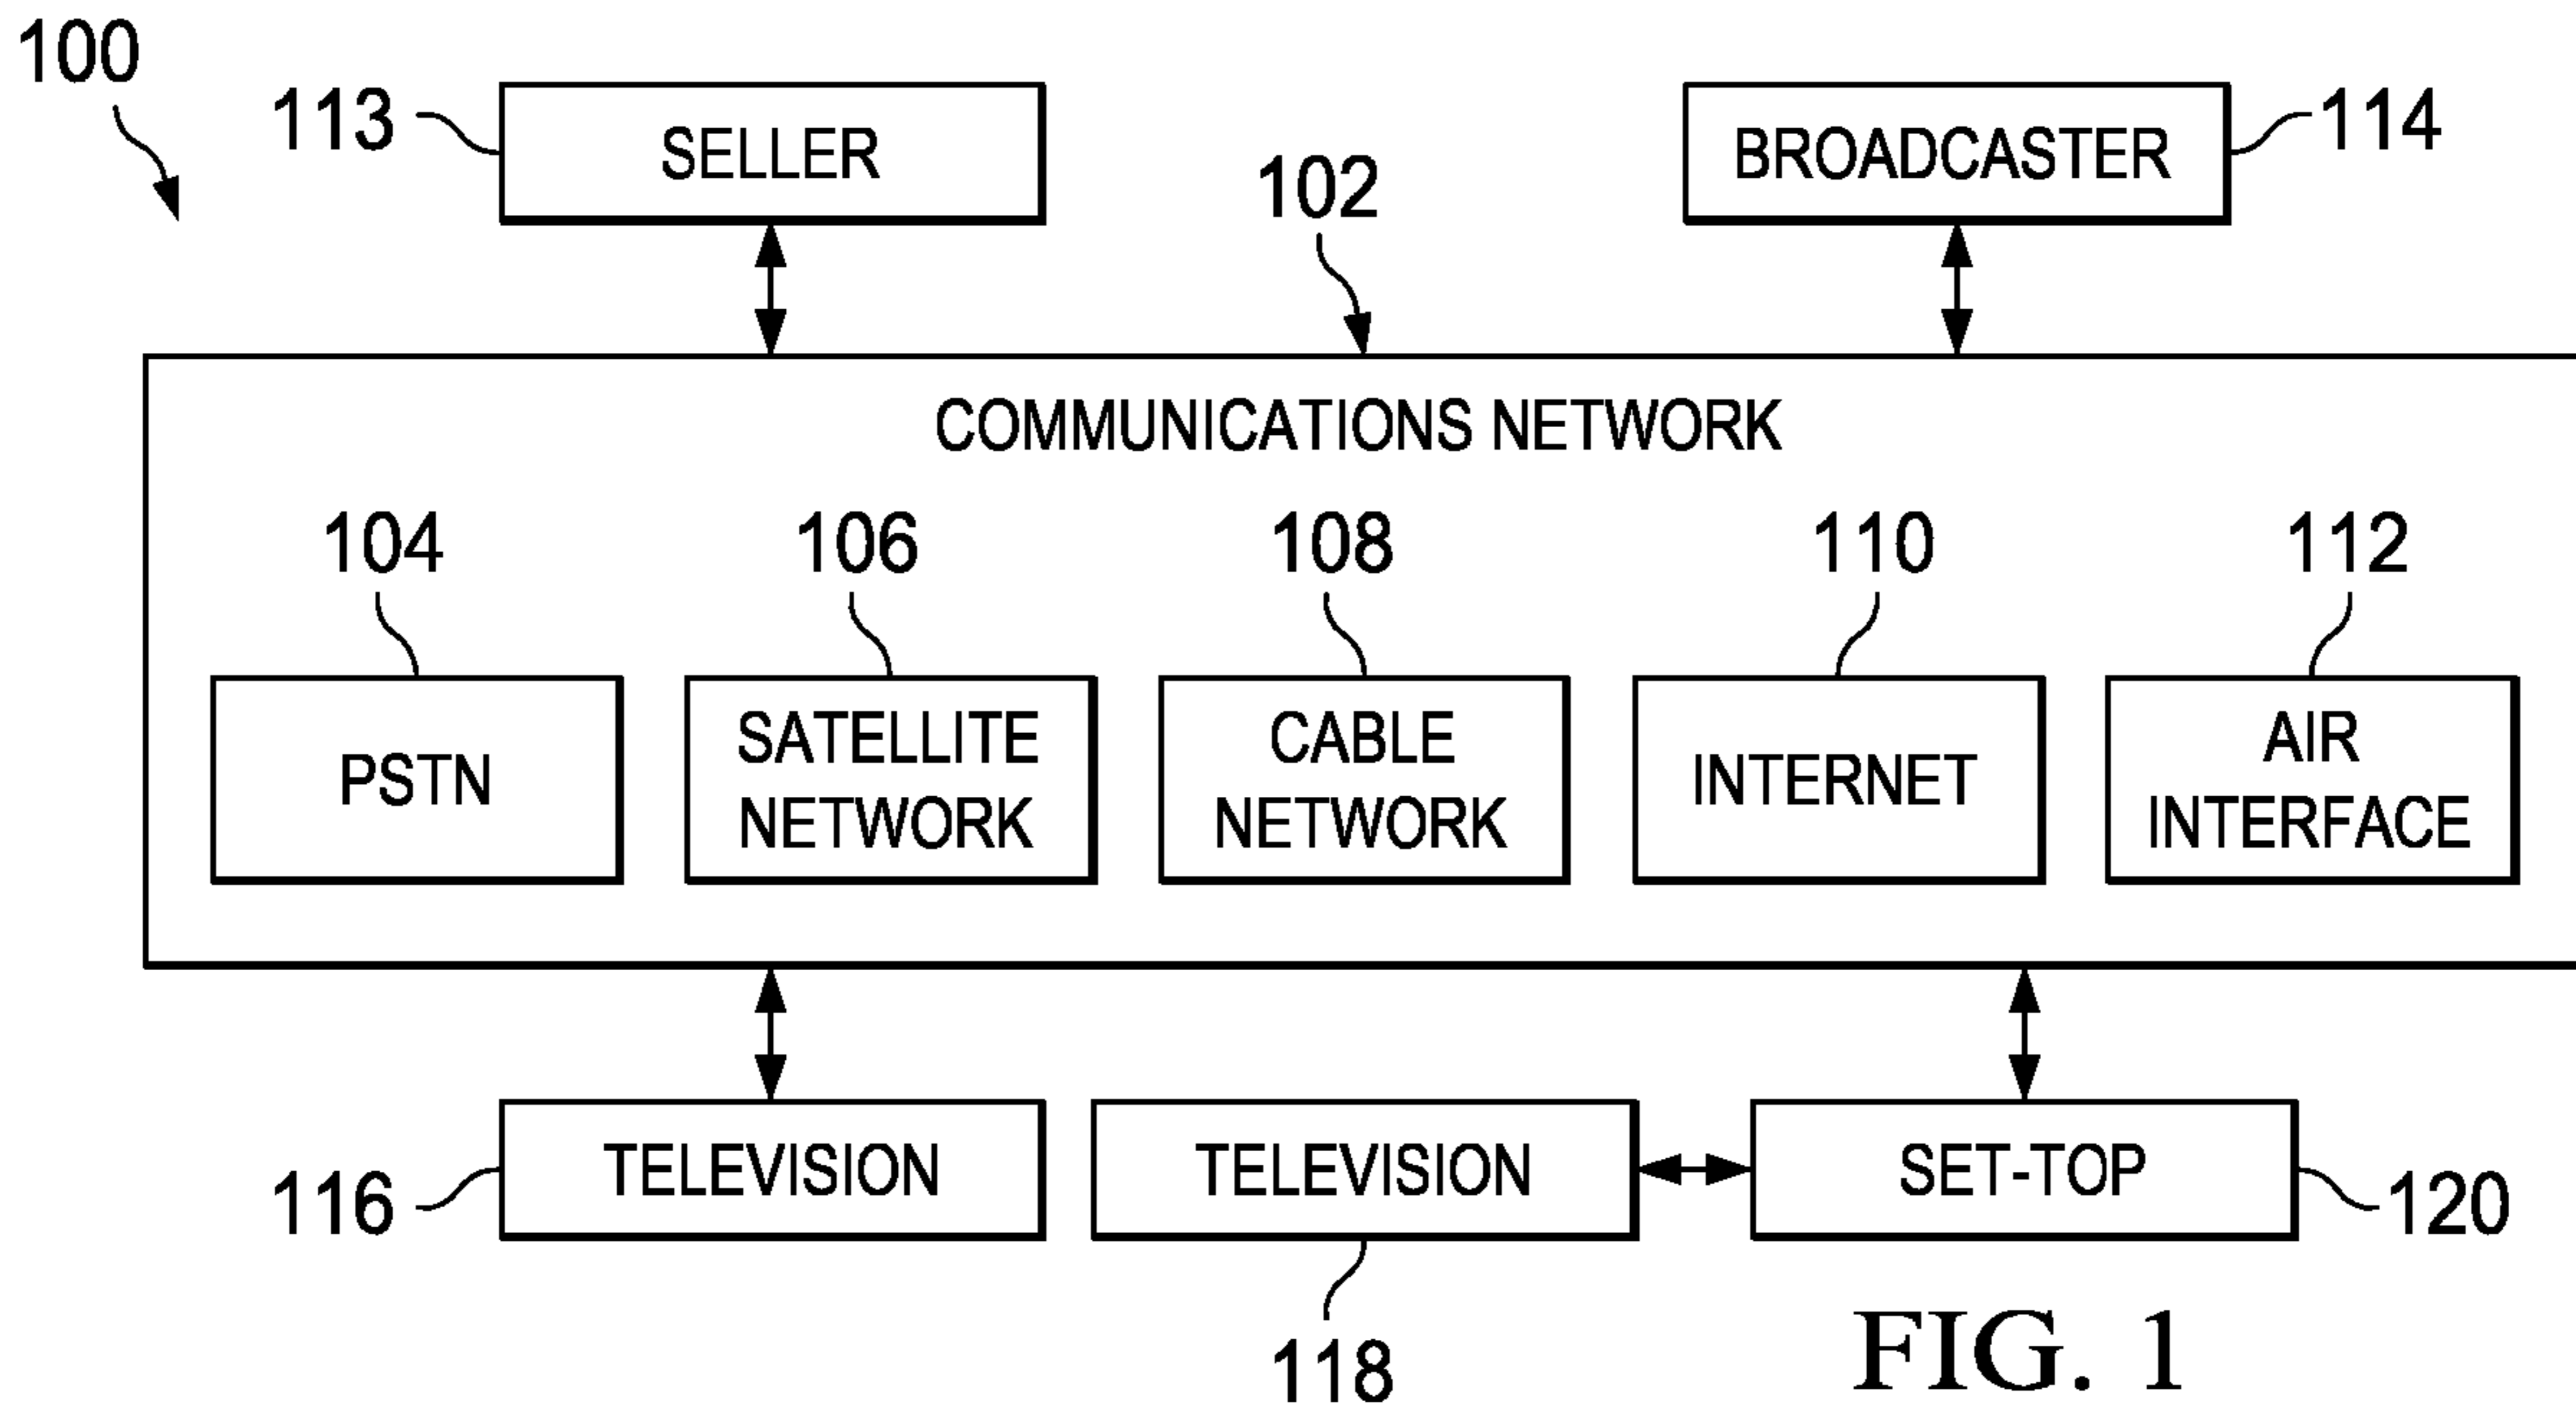 100
113
SELLER
102
BROADCASTER
114
COMMUNICATIONS NETWORK
104
106
108
110
112
PSTN
SATELLITE
NETWORK
CABLE
NETWORK
INTERNET
AIR
INTERFACE
116
TELEVISION
TELEVISION
SET-TOP
120
118
FIG. 1